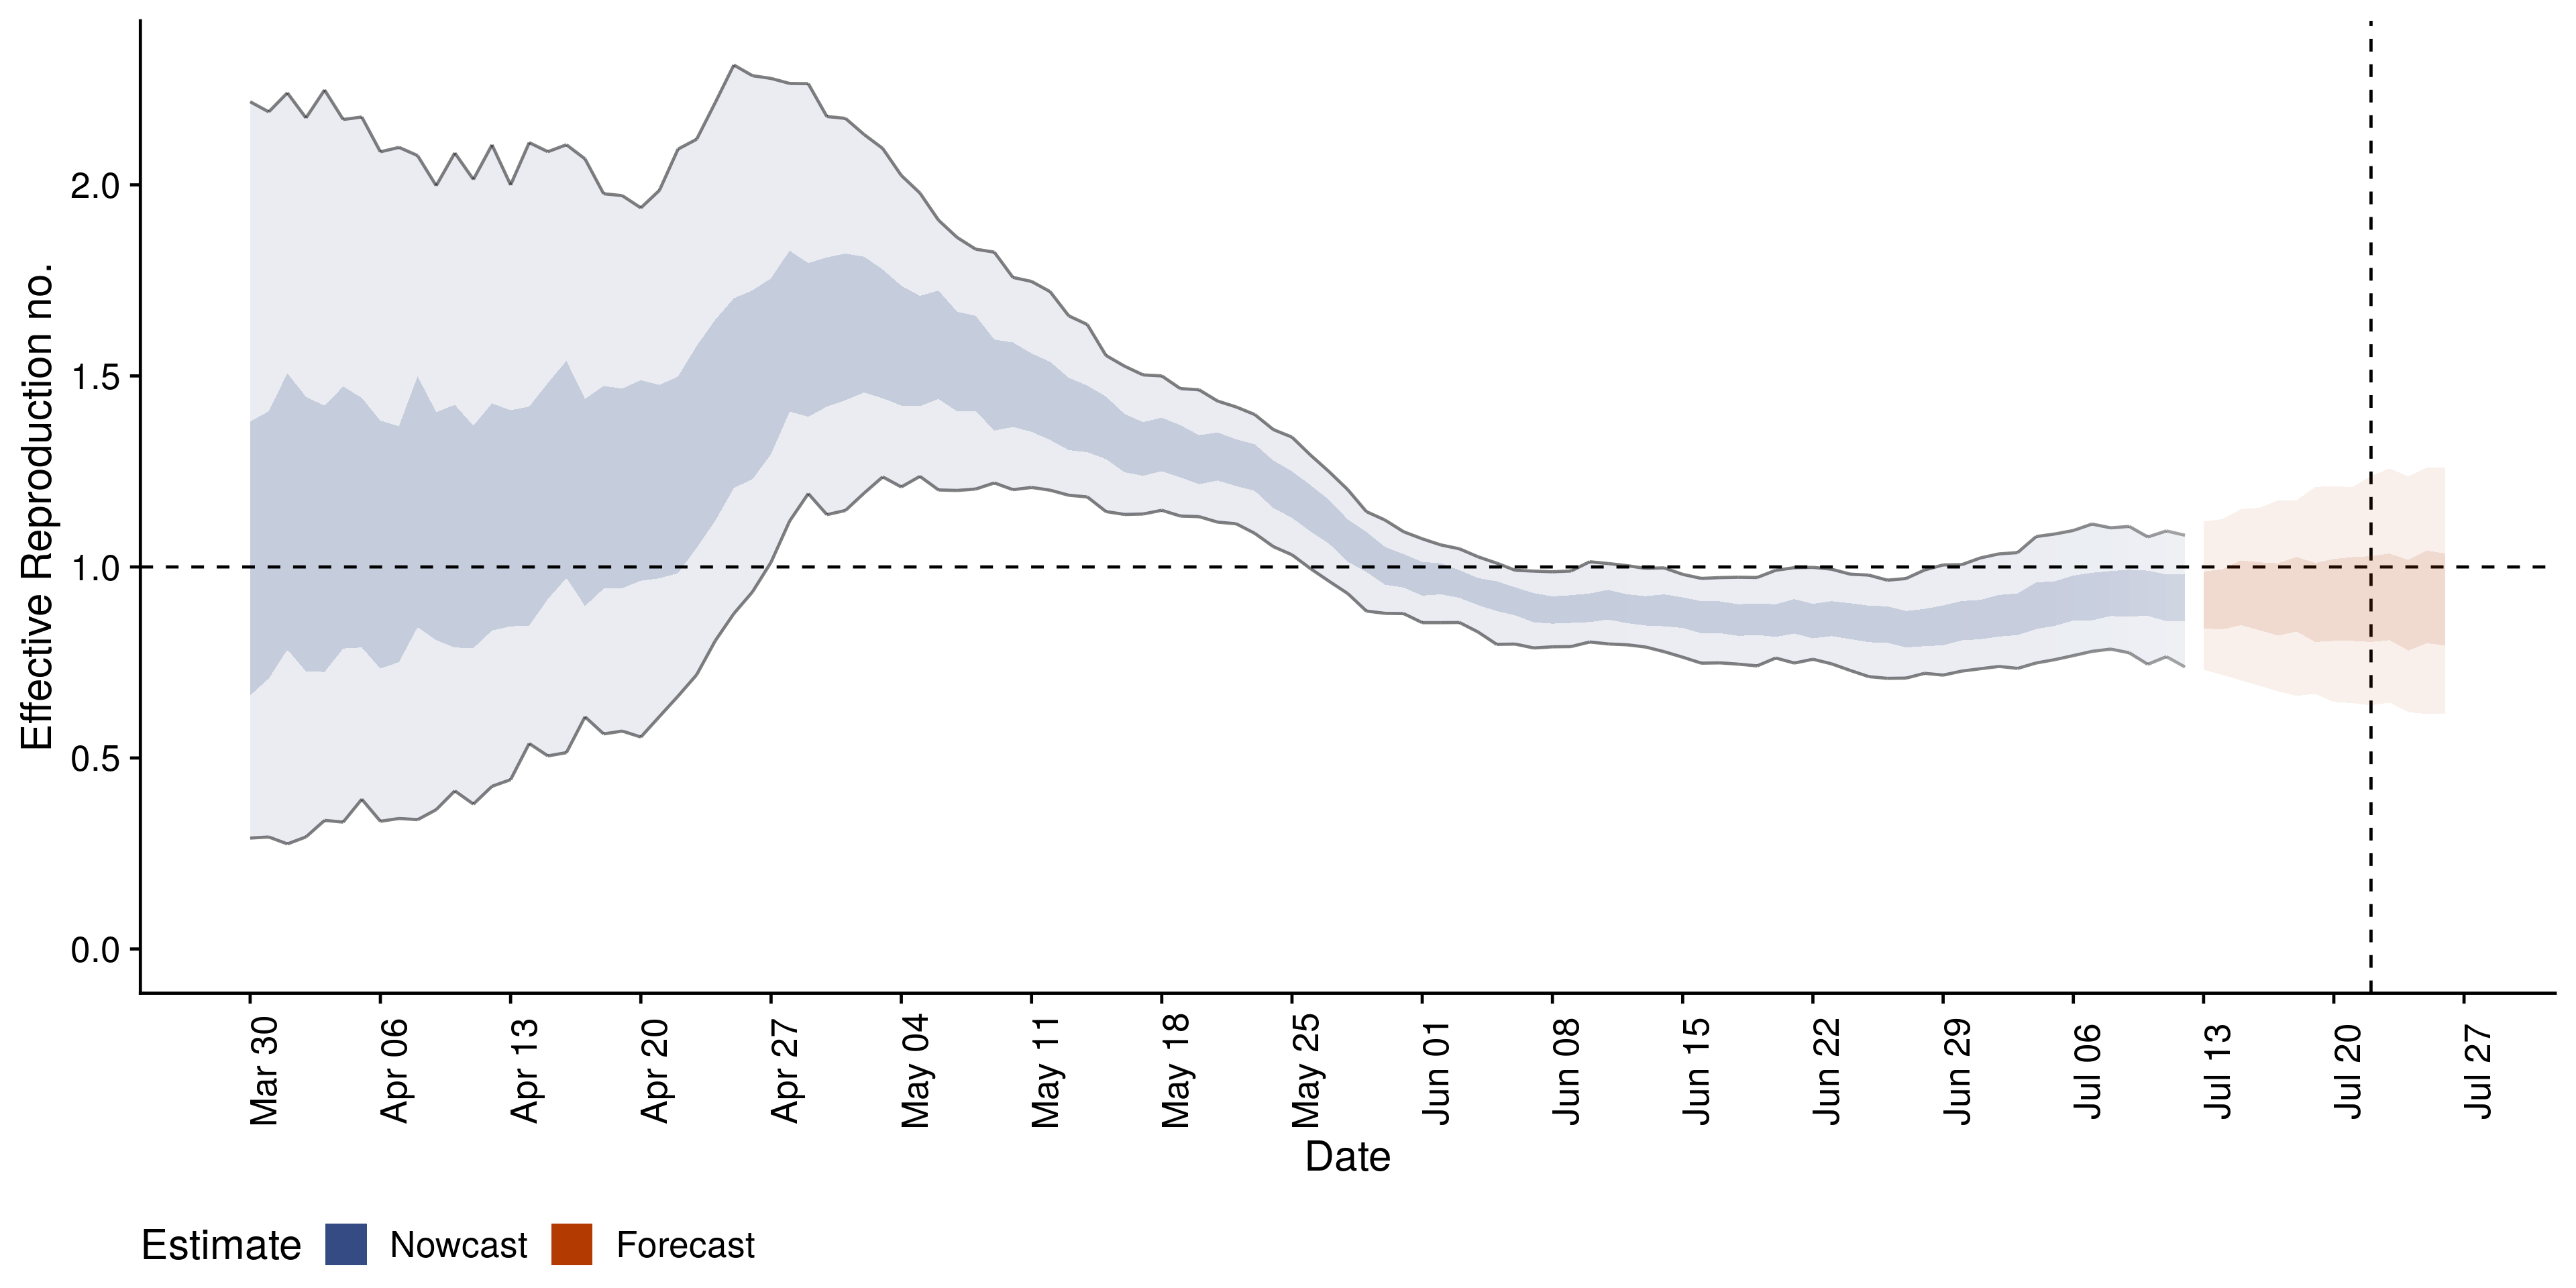 Effective Reproduction no.
2.0
1.5
1.0
0.5
0.0
Mar 30
Apr 06
Apr 13
Apr 20
Apr 27
May 04
May 11
May 18
May 25
Jun 01
Jun 08
Jun 15
Jun 22
Jun 29
Jul 06
Jul 13
Jul 20
Jul 27
Date
Estimate Nowcast Forecast